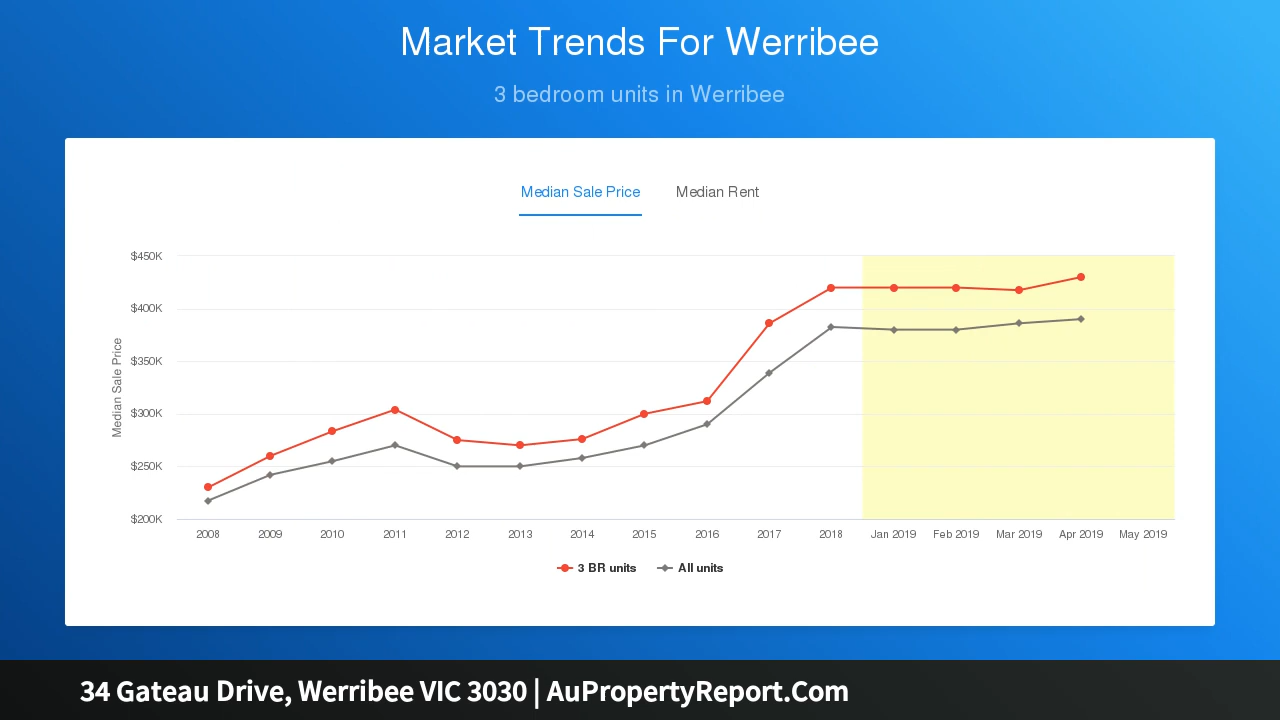 Market Trends For Werribee
3 bedroom units in Werribee
Median Sale Price Median Rent
Median Sale Price
$450K
$400K
$350K
$300K
$250K
$200K
2008 2009 2010 2011 2012 2013 2014 2015 2016 2017 2018 Jan 2019 Feb 2019 Mar 2019 Apr 2019 May 2019
3 BR units All units
34 Gateau Drive, Werribee VIC 3030 | AuPropertyReport.Com